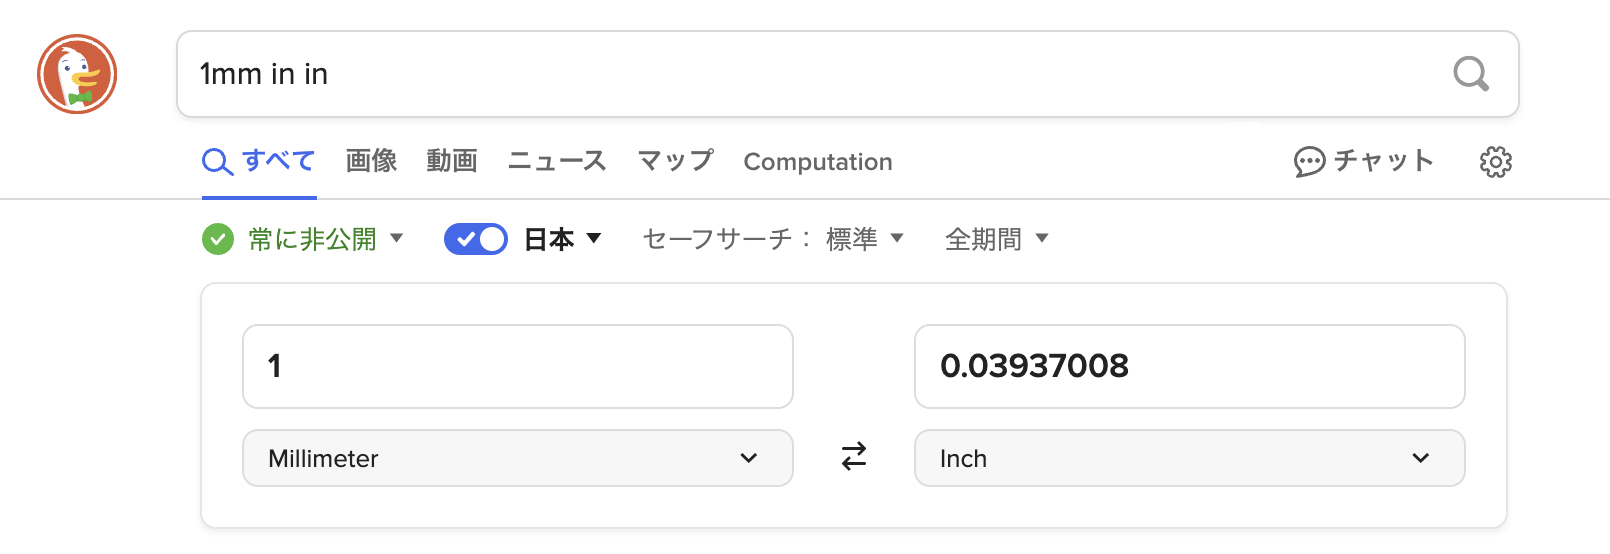 1mm in in
すべて 画像 動画 ニュース マップ Computation チャット
常に非公開 日本 セーフサーチ： 標準 全期間
1 0.03937008
Millimeter Inch